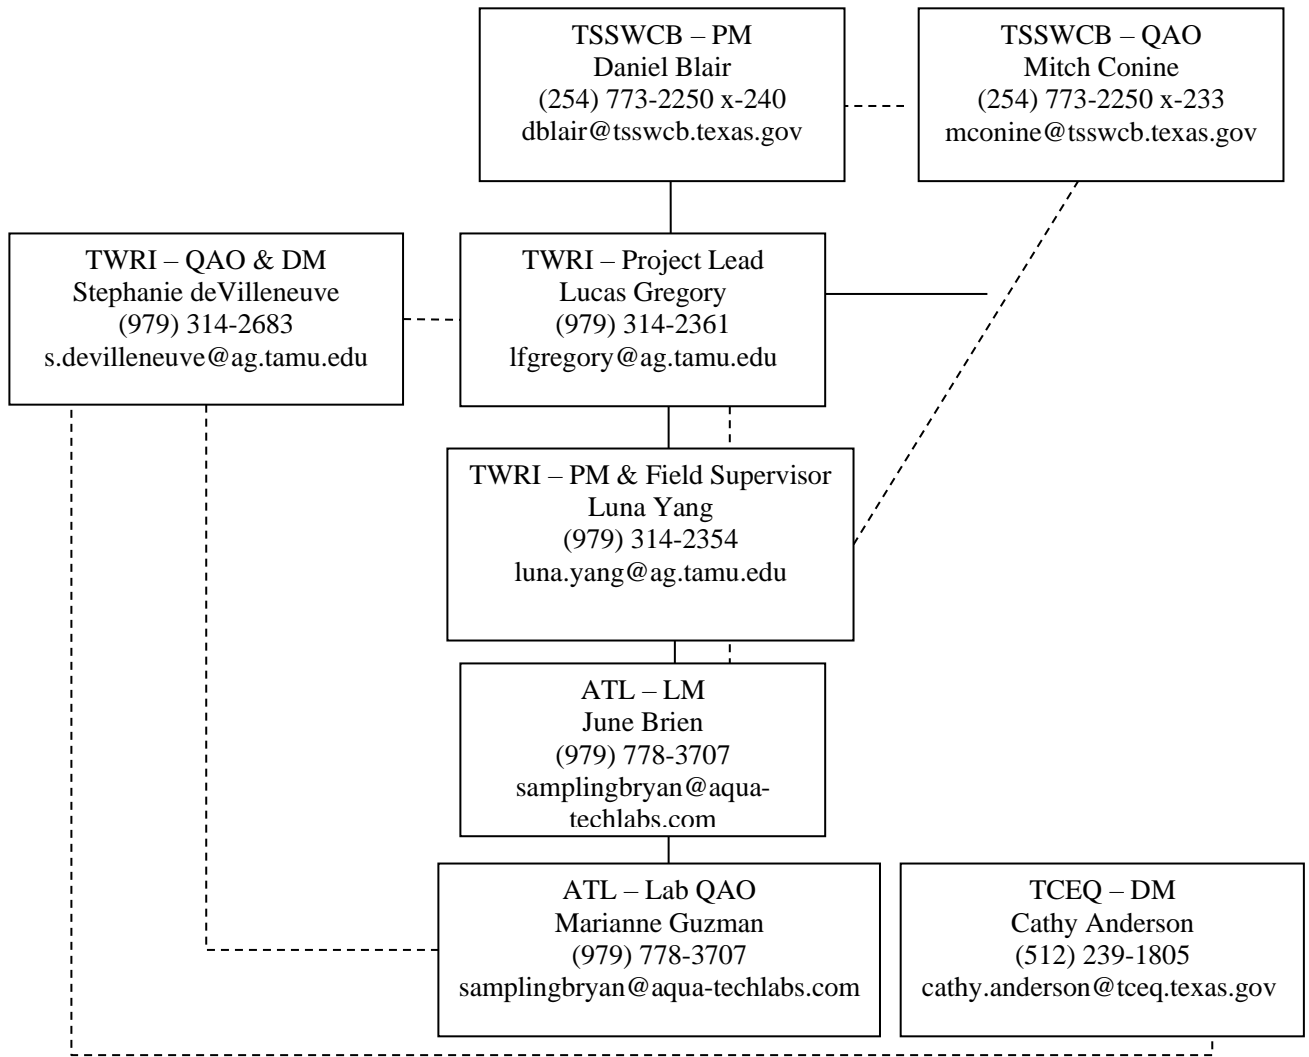 TSSWCB – PM
Daniel Blair
(254) 773-2250 x-240
dblair@tsswcb.texas.gov
TSSWCB – QAO
Mitch Conine
(254) 773-2250 x-233
mconine@tsswcb.texas.gov
TWRI – QAO & DM
Stephanie deVilleneuve
(979) 314-2683
s.devilleneuve@ag.tamu.edu
TWRI – Project Lead
Lucas Gregory
(979) 314-2361
lfgregory@ag.tamu.edu
TWRI – PM & Field Supervisor
Luna Yang
(979) 314-2354
luna.yang@ag.tamu.edu
ATL – LM
June Brien
(979) 778-3707
samplingbryan@aqua-
techlabs.com
ATL – Lab QAO
Marianne Guzman
(979) 778-3707
samplingbryan@aqua-techlabs.com
TCEQ – DM
Cathy Anderson
(512) 239-1805
cathy.anderson@tceq.texas.gov